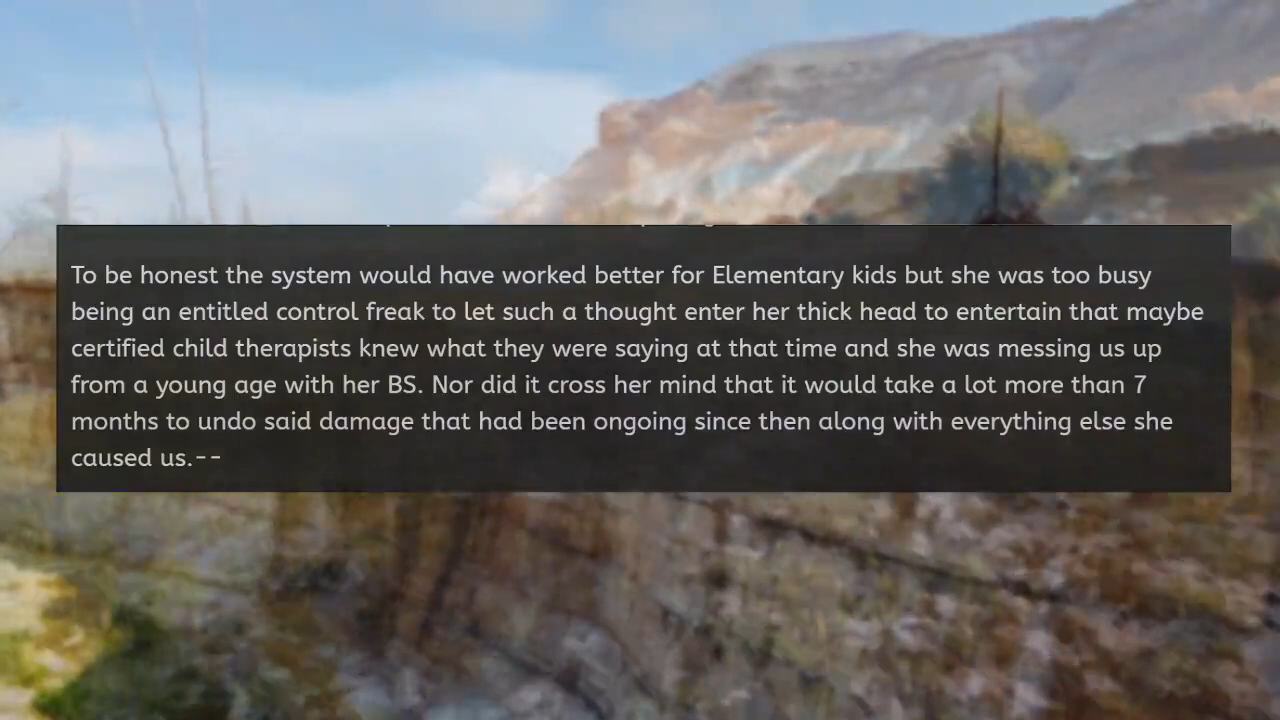 To be honest the system would have worked better for Elementary kids but she was too busy
being an entitled control freak to let such a thought enter her thick head to entertain that maybe
certified child therapists knew what they were saying at that time and she was messing us up
from a young age with her BS. Nor did it cross her mind that it would take a lot more than 7
months to undo said damage that had been ongoing since then along with everything else she
caused us.--